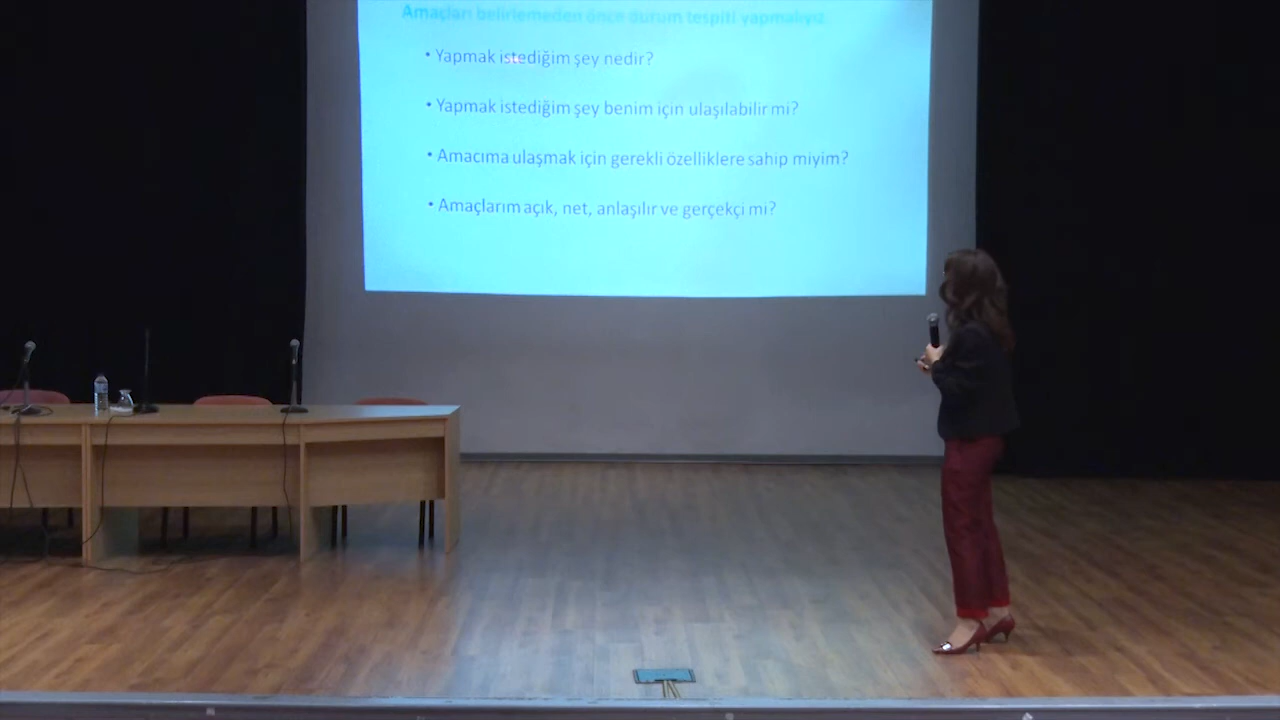 Amaçları belirlemeden önce durum tespiti yapmalıyız
• Yapmak istediğim şey nedir?
• Yapmak istediğim şey benim için ulaşılabilir mi?
• Amacıma ulaşmak için gerekli özelliklere sahip miyim?
• Amaçlarım açık, net, anlaşılır ve gerçekçi mi?